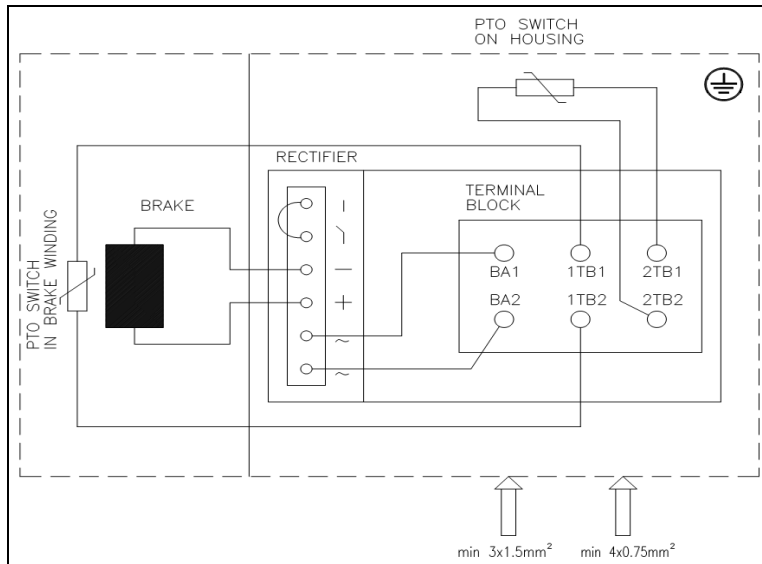 PTO SWITCH
ON HOUSING
RECTIFIER
TERMINAL
BLOCK
BRAKE
PTO SWITCH
IN BRAKE WINDING
—
+
~
~
BA1 1TB1 2TB1
BA2 1TB2 2TB2
min 3x1.5mm² min 4x0.75mm²